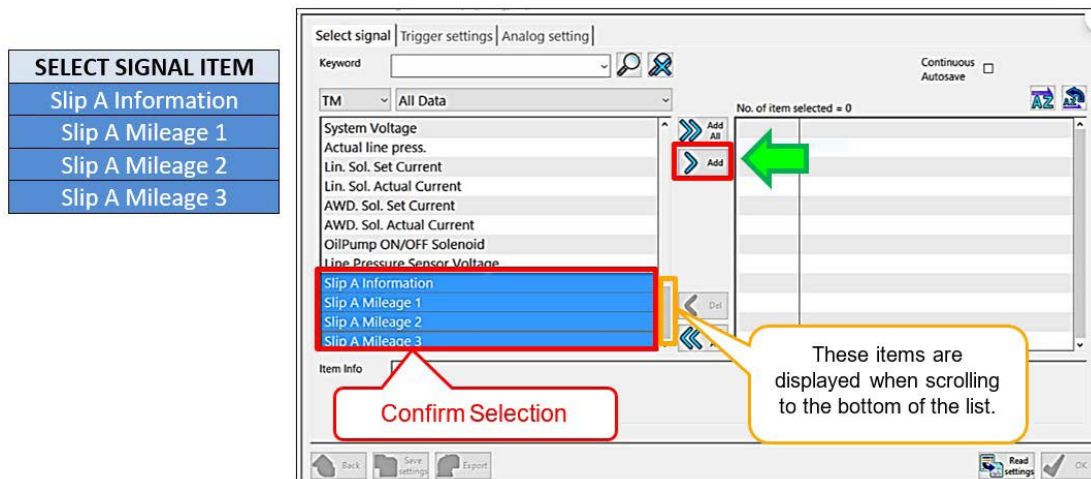 SELECT SIGNAL ITEM
Slip A Information
Slip A Mileage 1
Slip A Mileage 2
Slip A Mileage 3
Select signal
Trigger settings
Analog setting
Keyword
Continuous
Autosave
TM
All Data
No. of item selected = 0
AZ
AZ
System Voltage
Actual line press.
Lin. Sol. Set Current
Lin. Sol. Actual Current
AWD. Sol. Set Current
AWD. Sol. Actual Current
OilPump ON/OFF Solenoid
Line Pressure Sensor Voltage
Slip A Information
Slip A Mileage 1
Slip A Mileage 2
Slip A Mileage 3
Add
All
Add
Del
Item Info
Confirm Selection
These items are
displayed when scrolling
to the bottom of the list.
Back
Save
settings
Export
Read
settings
OK